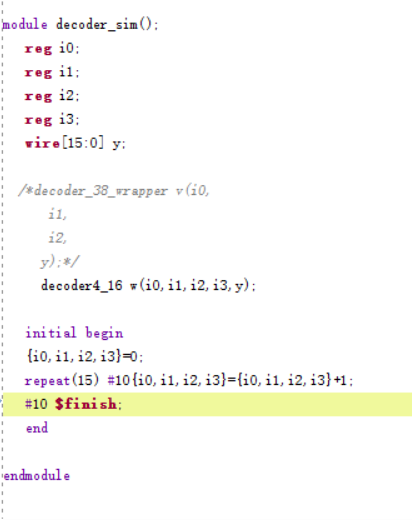 module decoder_sim();
reg i0;
reg i1;
reg i2;
reg i3;
wire[15:0] y;
/*decoder_38_wrapper v(i0,
i1,
i2,
y);*/
decoder4_16 w(i0,i1,i2,i3,y);
initial begin
{i0,i1,i2,i3}=0;
repeat(15) #10{i0,i1,i2,i3}={i0,i1,i2,i3}+1;
#10 $finish;
end
endmodule